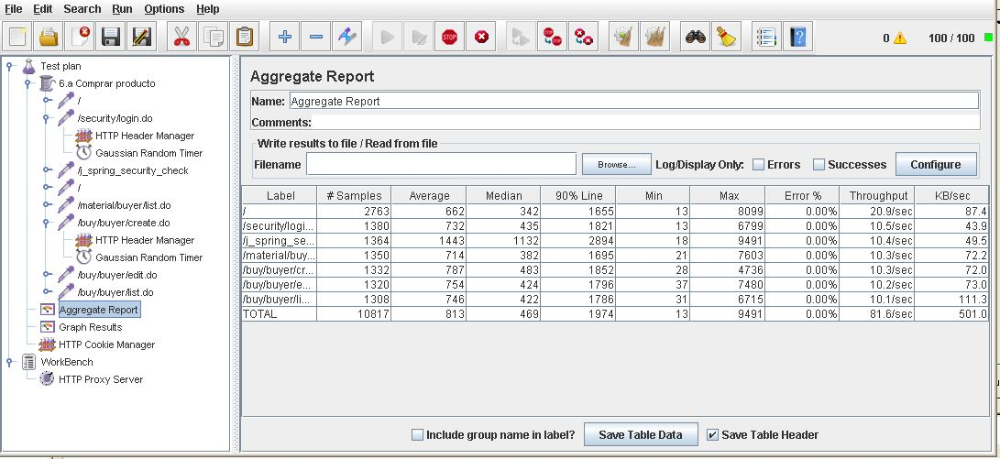 File Edit Search Run Options Help
STOP STOP
0 100 / 100
Test plan
6.a Comprar producto
/
/security/login.do
HTTP Header Manager
Gaussian Random Timer
/j_spring_security_check
/
/material/buyer/list.do
/buy/buyer/create.do
HTTP Header Manager
Gaussian Random Timer
/buy/buyer/edit.do
/buy/buyer/list.do
Aggregate Report
Graph Results
HTTP Cookie Manager
WorkBench
HTTP Proxy Server
Aggregate Report
Name: Aggregate Report
Comments:
Write results to file / Read from file
Filename Browse... Log/Display Only: Errors Successes Configure
Label # Samples Average Median 90% Line Min Max Error % Throughput KB/sec
/ 2763 662 342 1655 13 8099 0.00% 20.9/sec 87.4
/security/logi... 1380 732 435 1821 13 6799 0.00% 10.5/sec 43.9
/j_spring_se... 1364 1443 1132 2894 18 9491 0.00% 10.4/sec 49.5
/material/buy... 1350 714 382 1695 21 7603 0.00% 10.3/sec 72.2
/buy/buyer/cr... 1332 787 483 1852 28 4736 0.00% 10.3/sec 72.0
/buy/buyer/e... 1320 754 424 1796 37 7480 0.00% 10.2/sec 73.0
/buy/buyer/li... 1308 746 422 1786 31 6715 0.00% 10.1/sec 111.3
TOTAL 10817 813 469 1974 13 9491 0.00% 81.6/sec 501.0
Include group name in label? Save Table Data Save Table Header